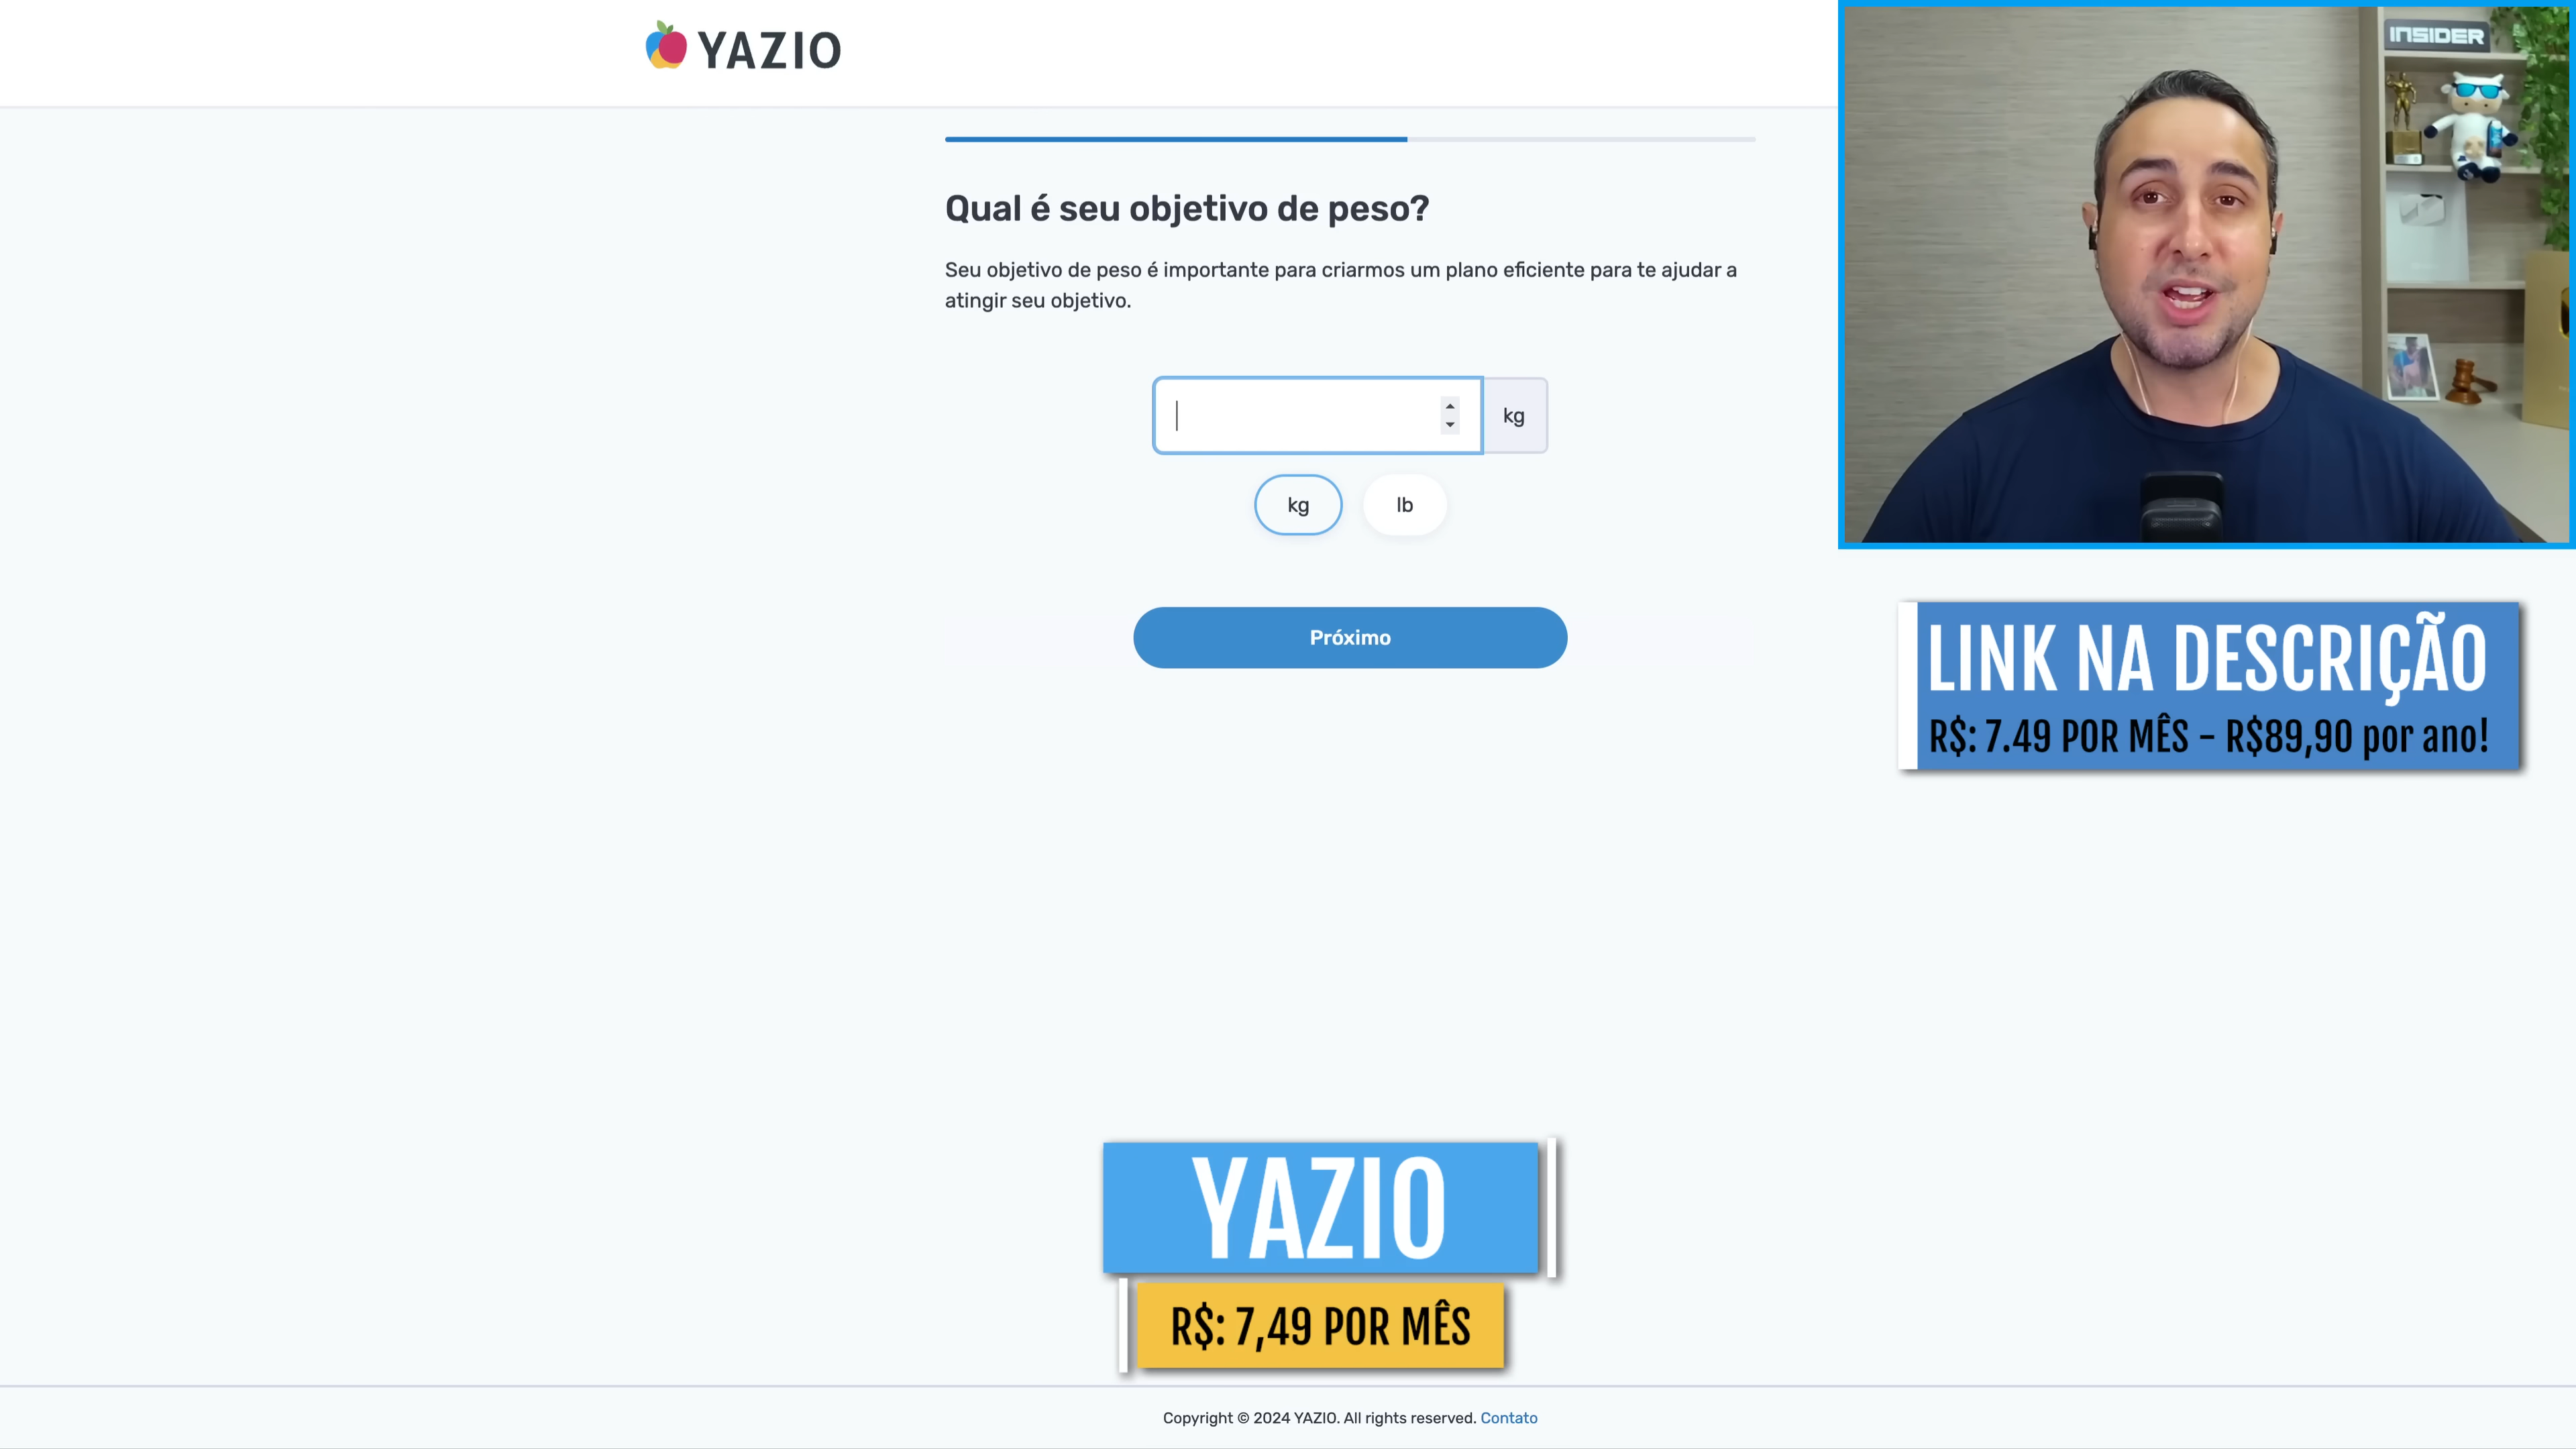 YAZIO
INSIDER
Qual é seu objetivo de peso?
Seu objetivo de peso é importante para criarmos um plano eficiente para te ajudar a
atingir seu objetivo.
kg
kg
lb
Próximo
LINK NA DESCRIÇÃO
R$: 7.49 POR MÊS - R$89,90 por ano!
YAZIO
R$: 7,49 POR MÊS
Copyright © 2024 YAZIO. All rights reserved. Contato